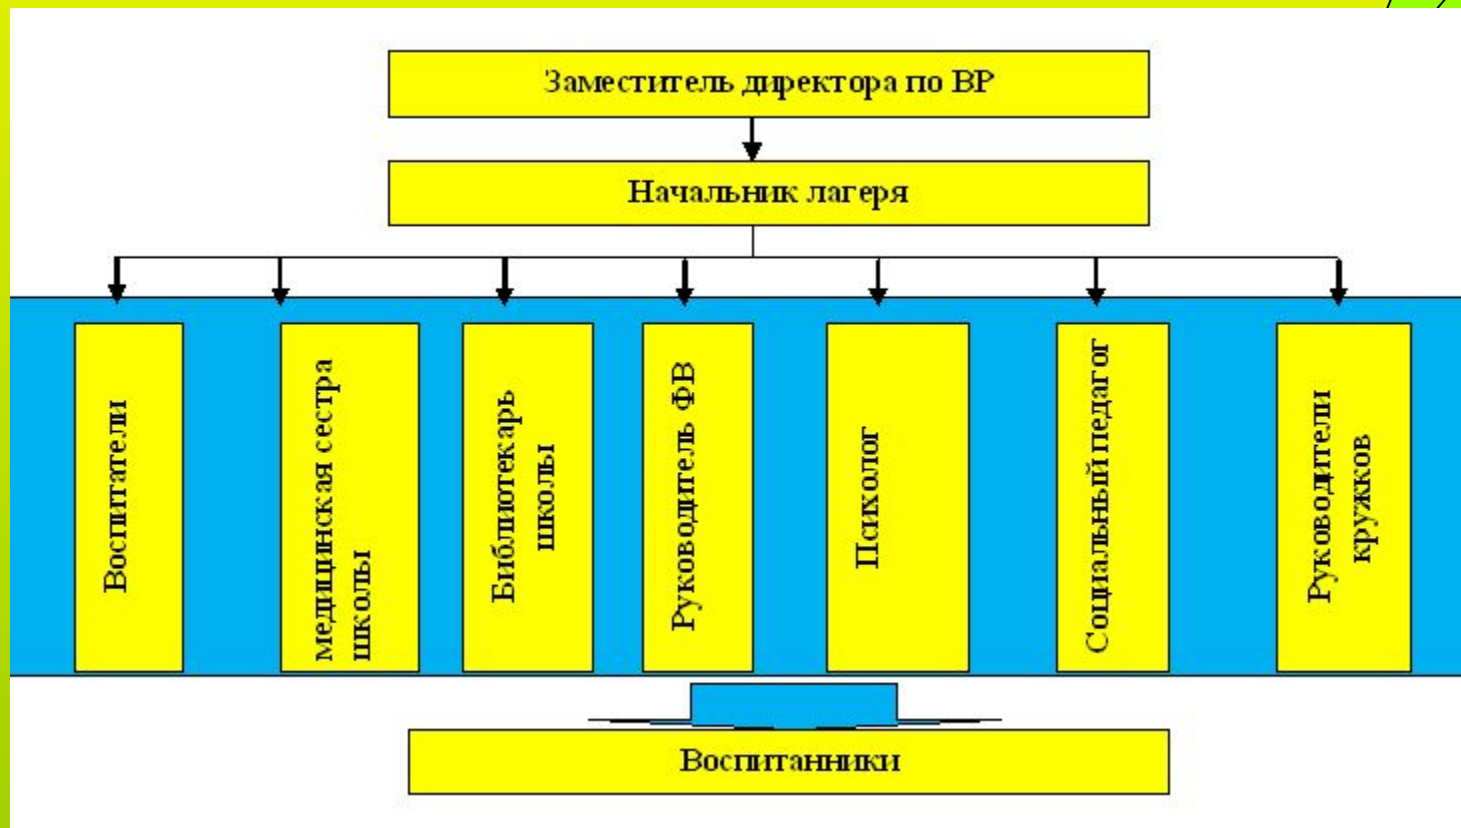 Заместитель директора по ВР
Начальник лагеря
Воспитатели
медицинская сестра
школы
Библиотекарь
школы
Руководитель ФВ
Психолог
Социальный педагог
Руководители
кружков
Воспитанники